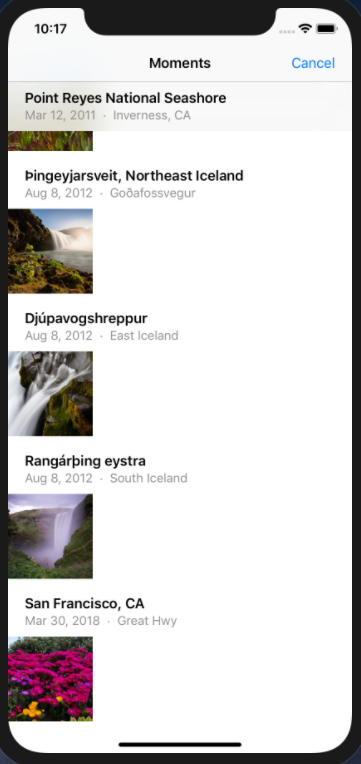 10:17
Moments
Cancel
Point Reyes National Seashore
Mar 12, 2011 · Inverness, CA
Þingeyjarsveit, Northeast Iceland
Aug 8, 2012 · Goðafossvegur
Djúpavogshreppur
Aug 8, 2012 · East Iceland
Rangárþing eystra
Aug 8, 2012 · South Iceland
San Francisco, CA
Mar 30, 2018 · Great Hwy